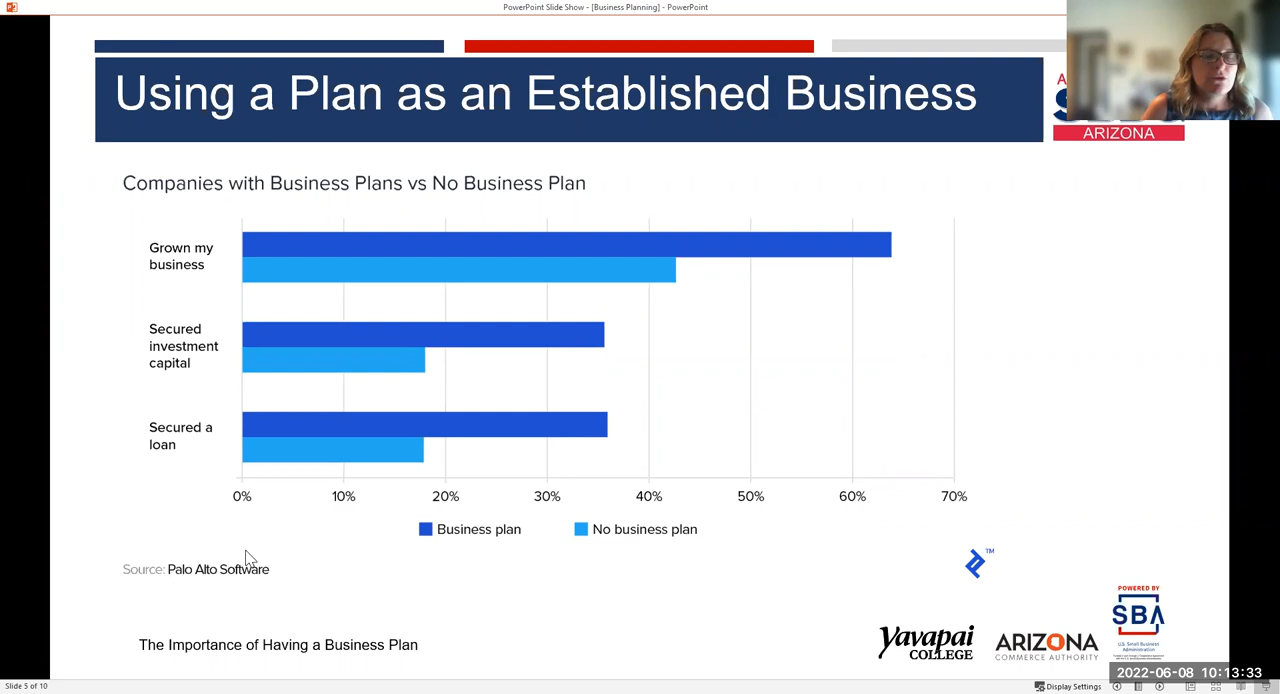 PowerPoint Slide Show - [Business Planning] - PowerPoint
Using a Plan as an Established Business
ARIZONA
Companies with Business Plans vs No Business Plan
Grown my
business
Secured
investment
capital
Secured a
loan
0% 10% 20% 30% 40% 50% 60% 70%
Business plan No business plan
Source: Palo Alto Software
TM
The Importance of Having a Business Plan
Yavapai
COLLEGE
ARIZONA
COMMERCE AUTHORITY
POWERED BY
SBA
U.S. Small Business
Administration
2022-06-08 10:13:33
Slide 5 of 10
Display Settings